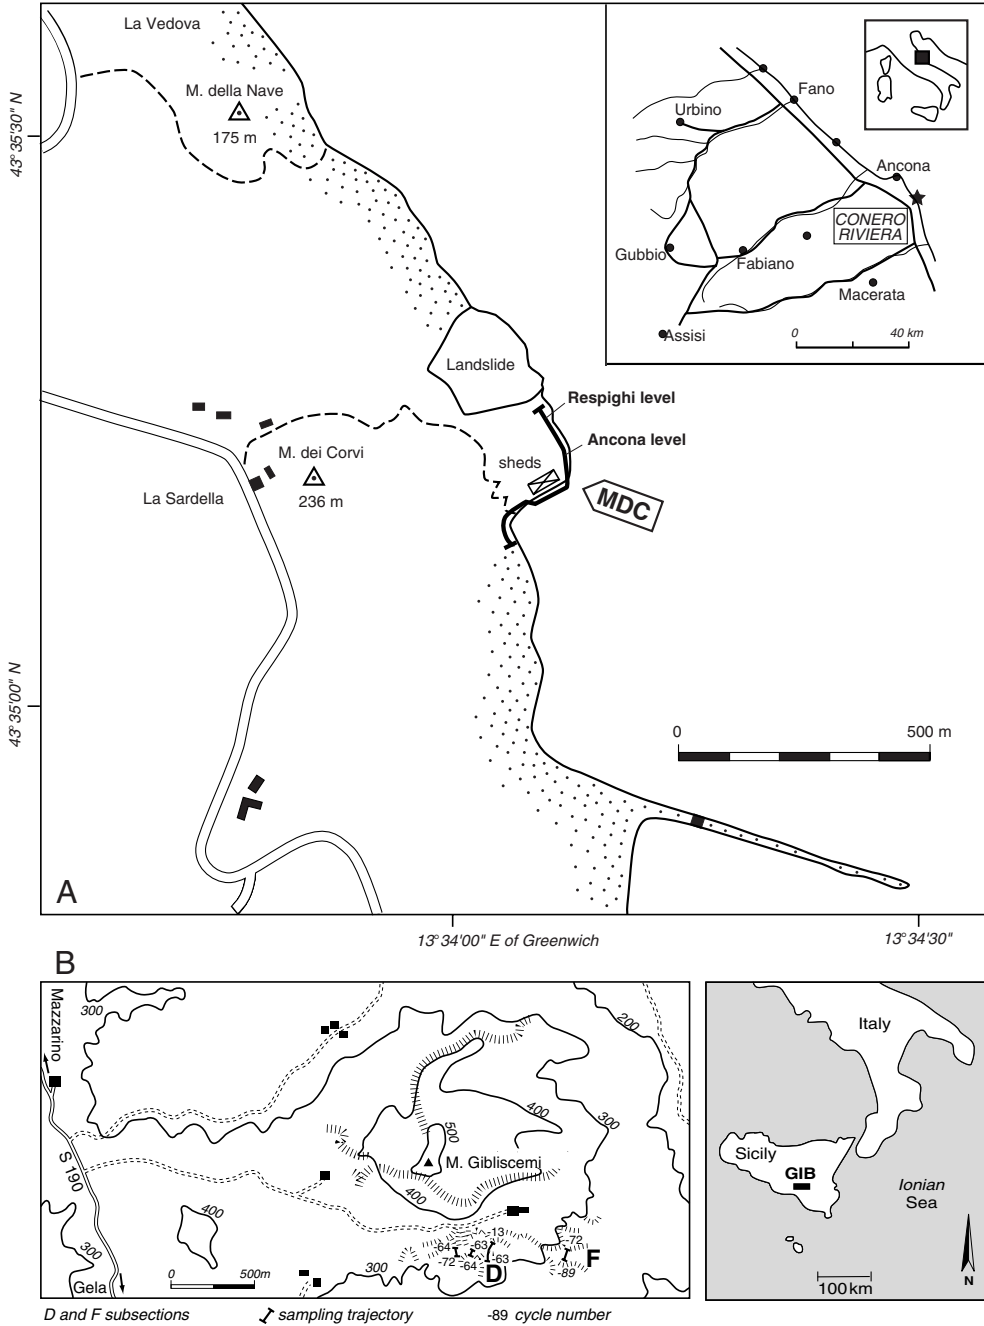 La Vedova
M. della Nave
175 m
43°35'30" N
Landslide
Respighi level
Ancona level
sheds
M. dei Corvi
236 m
La Sardella
MDC
43°35'00" N
0
500 m
A
13°34'00" E of Greenwich
13°34'30"
Fano
Urbino
Ancona
CONERO
RIVIERA
Gubbio
Fabiano
Macerata
Assisi
0
40 km
B
Mazzarino
300
200
400
300
500
M. Gibliscemi
S 190
400
400
300
Gela
0
500m
300
-13
-64
-63
-72
-64
-63
D
-72
F
-89
Italy
Sicily
GIB
Ionian
Sea
100 km
N
D and F subsections
sampling trajectory
-89 cycle number